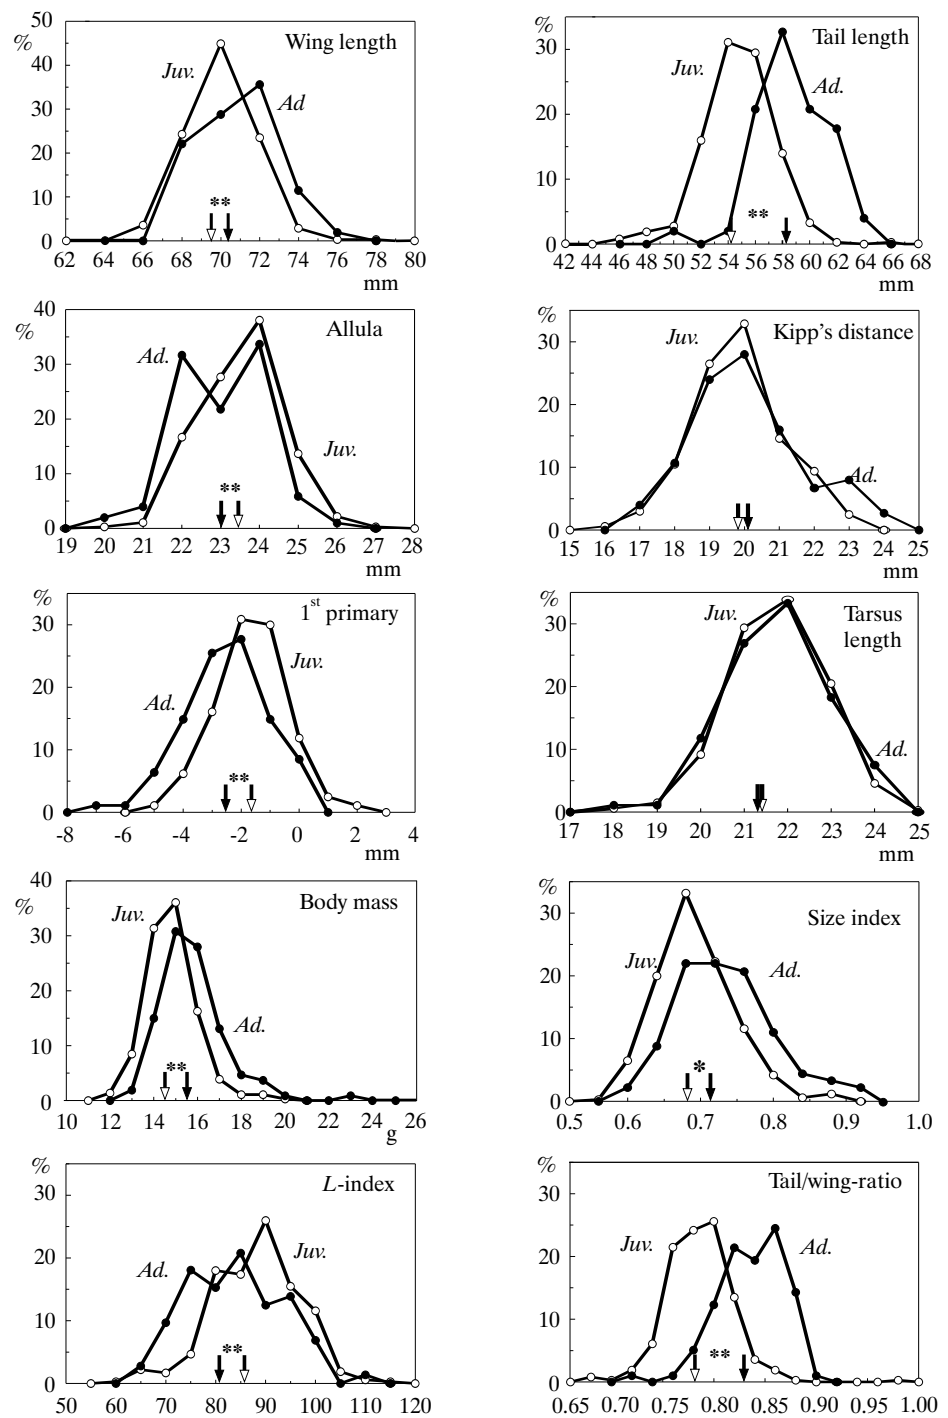 %
50
40
30
20
10
0
Wing length
Juv.
Ad
**
62 64 66 68 70 72 74 76 78 80
mm
%
30
20
10
0
Tail length
Juv.
Ad.
**
42 44 46 48 50 52 54 56 58 60 62 64 66 68
mm
%
40
30
20
10
0
Allula
Ad.
Juv.
**
19 20 21 22 23 24 25 26 27 28
mm
%
30
20
10
0
Kipp's distance
Juv.
Ad.
15 16 17 18 19 20 21 22 23 24 25
mm
%
30
20
10
0
1st primary
Juv.
Ad.
**
-8 -6 -4 -2 0 2 4
mm
%
30
20
10
0
Tarsus
length
Juv.
Ad.
17 18 19 20 21 22 23 24 25
mm
%
40
30
20
10
0
Body mass
Juv.
Ad.
**
10 12 14 16 18 20 22 24 26
g
%
30
20
10
0
Size index
Juv.
Ad.
*
0.5 0.6 0.7 0.8 0.9 1.0
%
30
20
10
0
L-index
Juv.
Ad.
**
50 60 70 80 90 100 110 120
%
30
20
10
0
Tail/wing-ratio
Juv.
Ad.
**
0.65 0.70 0.75 0.80 0.85 0.90 0.95 1.00